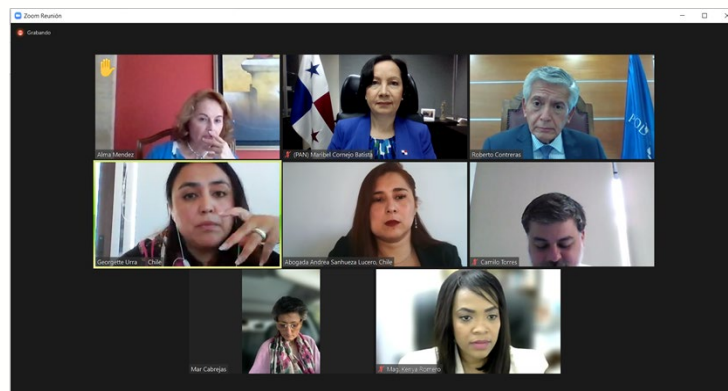 Zoom Reunión
Grabando
Alma Mendez
(PAN) Maribel Cornejo Batista
Roberto Contreras
Georgette Urra Chile
Abogada Andrea Sanhueza Lucero, Chile
Camilo Torres
Mar Cabrejas
Mag. Kenya Romero